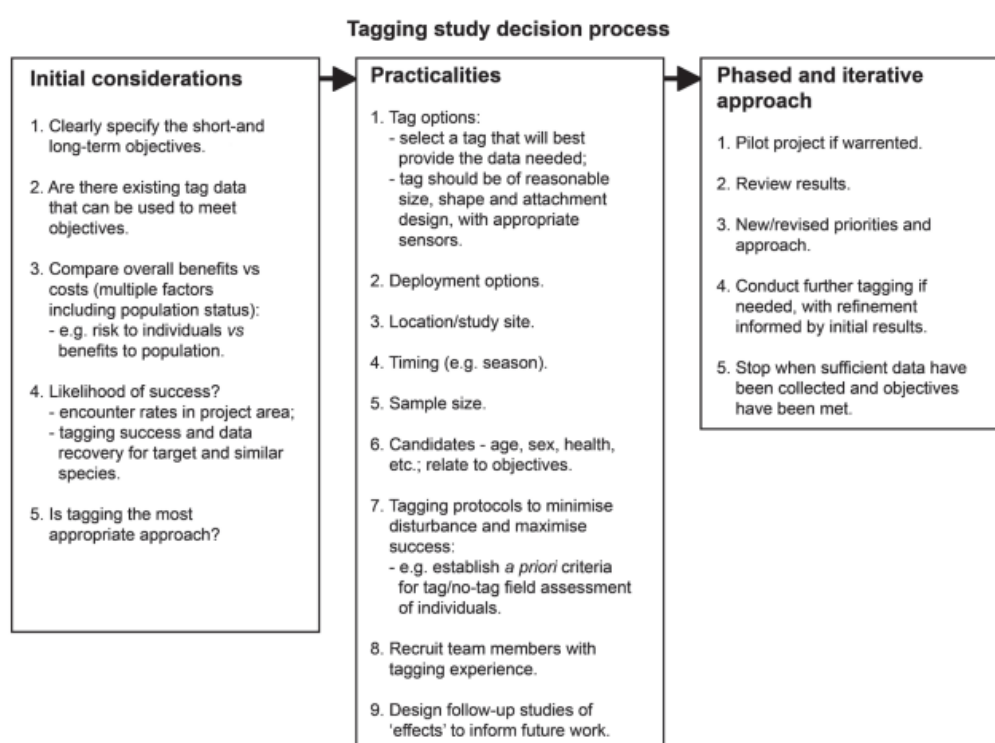 Tagging study decision process
Initial considerations
1. Clearly specify the short-and
long-term objectives.
2. Are there existing tag data
that can be used to meet
objectives.
3. Compare overall benefits vs
costs (multiple factors
including population status):
- e.g. risk to individuals vs
benefits to population.
4. Likelihood of success?
- encounter rates in project area;
- tagging success and data
recovery for target and similar
species.
5. Is tagging the most
appropriate approach?
Practicalities
1. Tag options:
- select a tag that will best
provide the data needed;
- tag should be of reasonable
size, shape and attachment
design, with appropriate
sensors.
2. Deployment options.
3. Location/study site.
4. Timing (e.g. season).
5. Sample size.
6. Candidates - age, sex, health,
etc.; relate to objectives.
7. Tagging protocols to minimise
disturbance and maximise
success:
- e.g. establish a priori criteria
for tag/no-tag field assessment
of individuals.
8. Recruit team members with
tagging experience.
9. Design follow-up studies of
'effects' to inform future work.
Phased and iterative
approach
1. Pilot project if warrented.
2. Review results.
3. New/revised priorities and
approach.
4. Conduct further tagging if
needed, with refinement
informed by initial results.
5. Stop when sufficient data have
been collected and objectives
have been met.